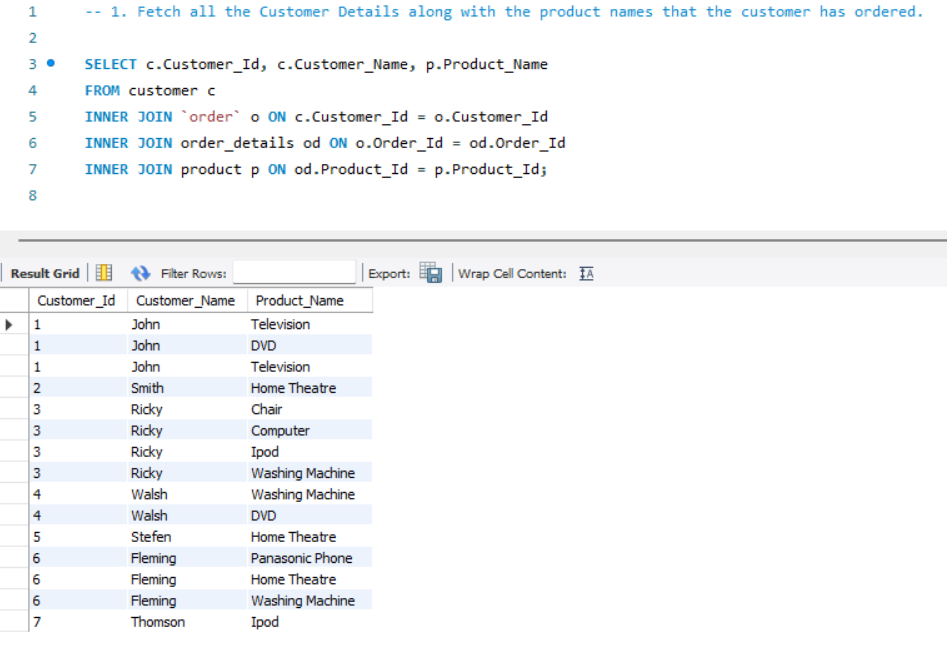 1 -- 1. Fetch all the Customer Details along with the product names that the customer has ordered.
2
3 SELECT c.Customer_Id, c.Customer_Name, p.Product_Name
4 FROM customer c
5 INNER JOIN `order` o ON c.Customer_Id = o.Customer_Id
6 INNER JOIN order_details od ON o.Order_Id = od.Order_Id
7 INNER JOIN product p ON od.Product_Id = p.Product_Id;
8
Result Grid Filter Rows: Export: Wrap Cell Content: IA
Customer_Id Customer_Name Product_Name
1 John Television
1 John DVD
1 John Television
2 Smith Home Theatre
3 Ricky Chair
3 Ricky Computer
3 Ricky Ipod
3 Ricky Washing Machine
4 Walsh Washing Machine
4 Walsh DVD
5 Stefen Home Theatre
6 Fleming Panasonic Phone
6 Fleming Home Theatre
6 Fleming Washing Machine
7 Thomson Ipod